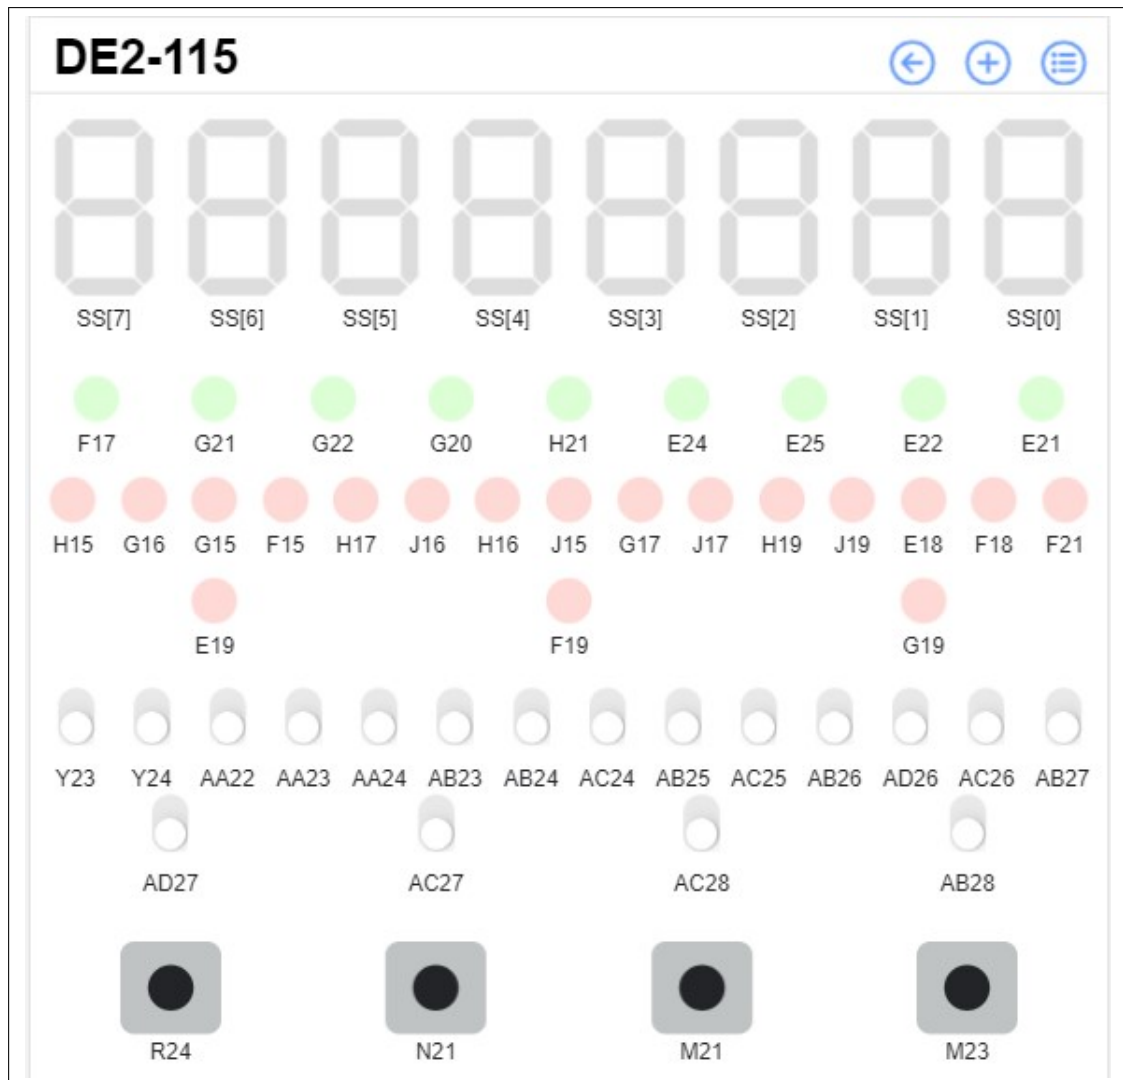 DE2-115
SS[7] SS[6] SS[5] SS[4] SS[3] SS[2] SS[1] SS[0]
F17 G21 G22 G20 H21 E24 E25 E22 E21
H15 G16 G15 F15 H17 J16 H16 J15 G17 J17 H19 J19 E18 F18 F21
E19 F19 G19
Y23 Y24 AA22 AA23 AA24 AB23 AB24 AC24 AB25 AC25 AB26 AD26 AC26 AB27
AD27 AC27 AC28 AB28
R24 N21 M21 M23